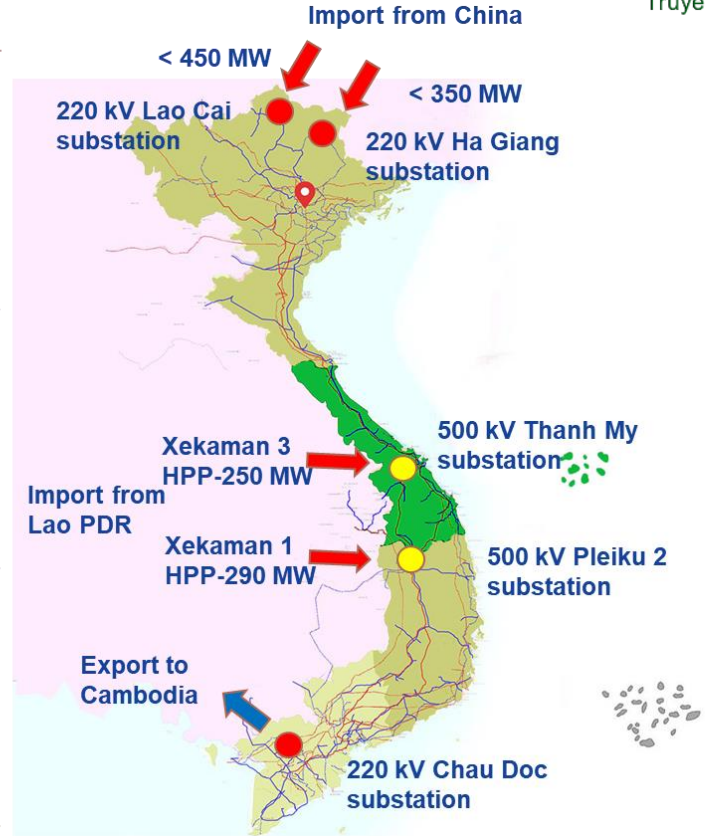 Truye
Import from China
< 450 MW
< 350 MW
220 kV Lao Cai
substation
220 kV Ha Giang
substation
500 kV Thanh My
substation
Xekaman 3
HPP-250 MW
Import from
Lao PDR
Xekaman 1
HPP-290 MW
500 kV Pleiku 2
substation
Export to
Cambodia
220 kV Chau Doc
substation